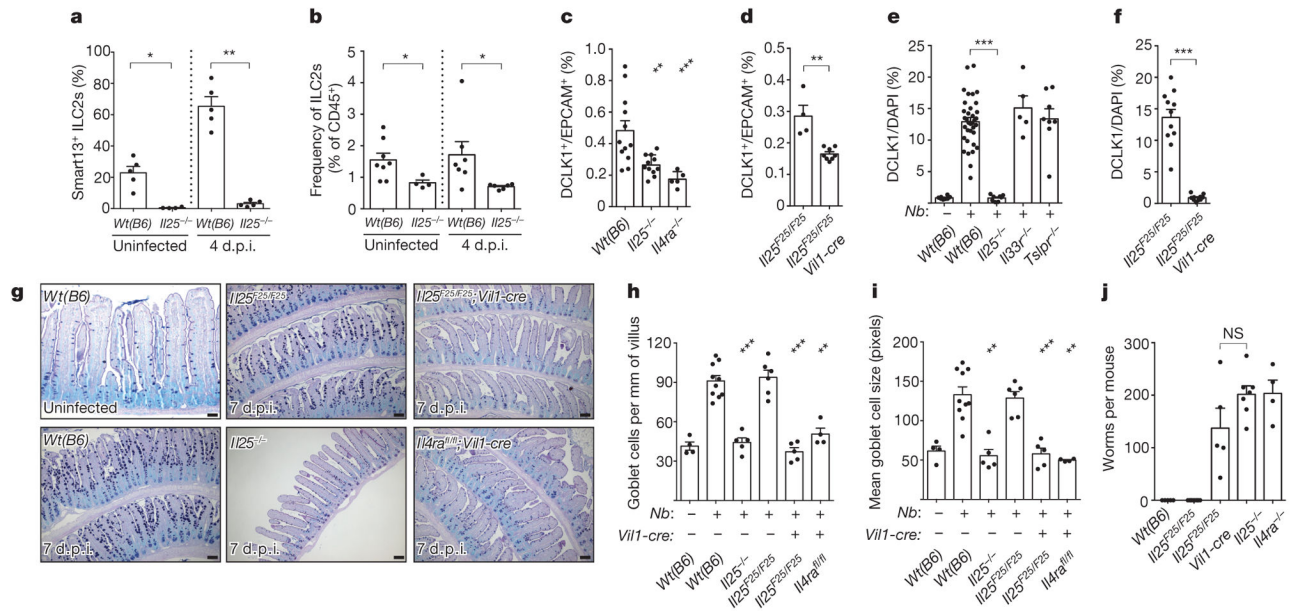 a
Smart13⁺ ILC2s (%)
100
80
60
40
20
0
*
**
Wt(B6) Il25⁻/⁻ Wt(B6) Il25⁻/⁻
Uninfected 4 d.p.i.
b
Frequency of ILC2s
(% of CD45⁺)
5
4
3
2
1
0
*
*
Wt(B6) Il25⁻/⁻ Wt(B6) Il25⁻/⁻
Uninfected 4 d.p.i.
c
DCLK1⁺/EPCAM⁺ (%)
1.0
0.8
0.6
0.4
0.2
0.0
**
***
Wt(B6)
Il25⁻/⁻
Il4ra⁻/⁻
d
DCLK1⁺/EPCAM⁺ (%)
0.5
0.4
0.3
0.2
0.1
0.0
**
Il25F25/F25
Il25F25/F25
Vil1-cre
e
DCLK1/DAPI (%)
25
20
15
10
5
0
***
Nb: – + + + +
Wt(B6)
Wt(B6)
Il25⁻/⁻
Il33r⁻/⁻
Tslpr⁻/⁻
f
DCLK1/DAPI (%)
25
20
15
10
5
0
***
Il25F25/F25
Il25F25/F25
Vil1-cre
g
Wt(B6)
Uninfected
Il25F25/F25
7 d.p.i.
Il25F25/F25;Vil1-cre
7 d.p.i.
Wt(B6)
7 d.p.i.
Il25⁻/⁻
7 d.p.i.
Il4rafl/fl;Vil1-cre
7 d.p.i.
h
Goblet cells per mm of villus
120
90
60
30
***
***
**
Nb: – + + + + +
Vil1-cre: – – – – + +
Wt(B6)
Wt(B6)
Il25⁻/⁻
Il25F25/F25
Il25F25/F25
Il4rafl/fl
i
Mean goblet cell size (pixels)
200
150
100
50
**
***
**
Nb: – + + + + +
Vil1-cre: – – – – + +
Wt(B6)
Wt(B6)
Il25⁻/⁻
Il25F25/F25
Il25F25/F25
Il4rafl/fl
j
Worms per mouse
300
200
100
0
NS
Wt(B6)
Il25F25/F25
Il25F25/F25
Vil1-cre
Il25⁻/⁻
Il4ra⁻/⁻